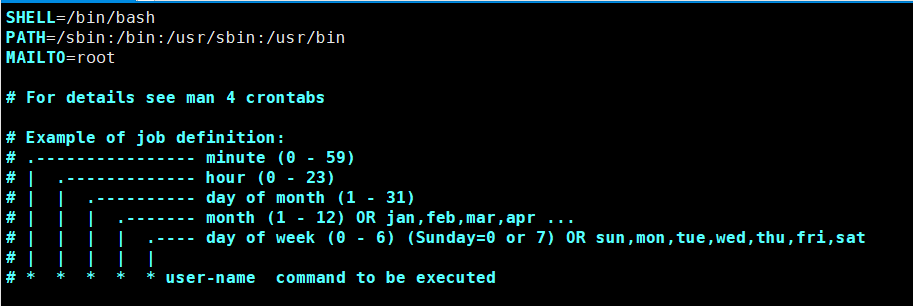 SHELL=/bin/bash
PATH=/sbin:/bin:/usr/sbin:/usr/bin
MAILTO=root
# For details see man 4 crontabs
# Example of job definition:
# .---------------- minute (0 - 59)
# |  .------------- hour (0 - 23)
# |  |  .---------- day of month (1 - 31)
# |  |  |  .------- month (1 - 12) OR jan,feb,mar,apr ...
# |  |  |  |  .---- day of week (0 - 6) (Sunday=0 or 7) OR sun,mon,tue,wed,thu,fri,sat
# |  |  |  |  |
# *  *  *  *  * user-name  command to be executed